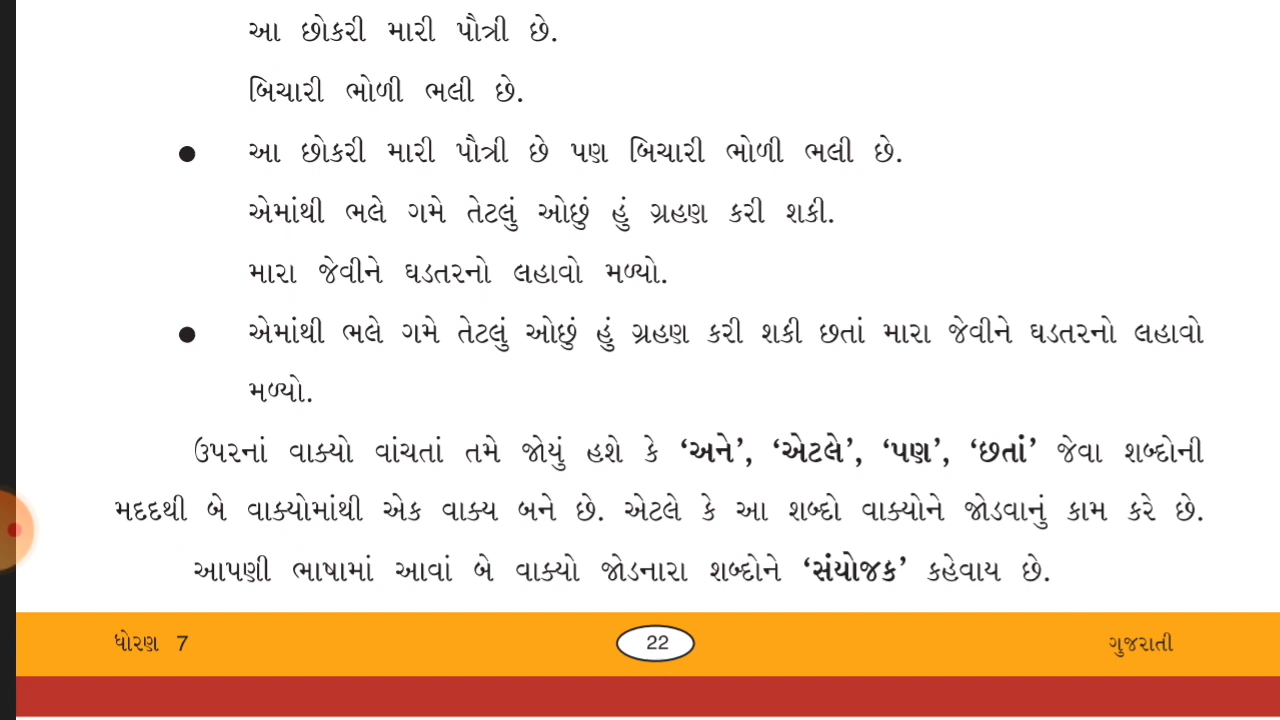 આ છોકરી મારી પૌત્રી છે.
બિચારી ભોળી ભલી છે.
● આ છોકરી મારી પૌત્રી છે પણ બિચારી ભોળી ભલી છે.
એમાંથી ભલે ગમે તેટલું ઓછું હું ગ્રહણ કરી શકી.
મારા જેવીને ઘડતરનો લહાવો મળ્યો.
● એમાંથી ભલે ગમે તેટલું ઓછું હું ગ્રહણ કરી શકી છતાં મારા જેવીને ઘડતરનો લહાવો
મળ્યો.
ઉપરનાં વાક્યો વાંચતાં તમે જોયું હશે કે ‘અને’, ‘એટલે’, ‘પણ’, ‘છતાં’ જેવા શબ્દોની
મદદથી બે વાક્યોમાંથી એક વાક્ય બને છે. એટલે કે આ શબ્દો વાક્યોને જોડવાનું કામ કરે છે.
આપણી ભાષામાં આવાં બે વાક્યો જોડનારા શબ્દોને ‘સંયોજક’ કહેવાય છે.
ધોરણ 7 22 ગુજરાતી